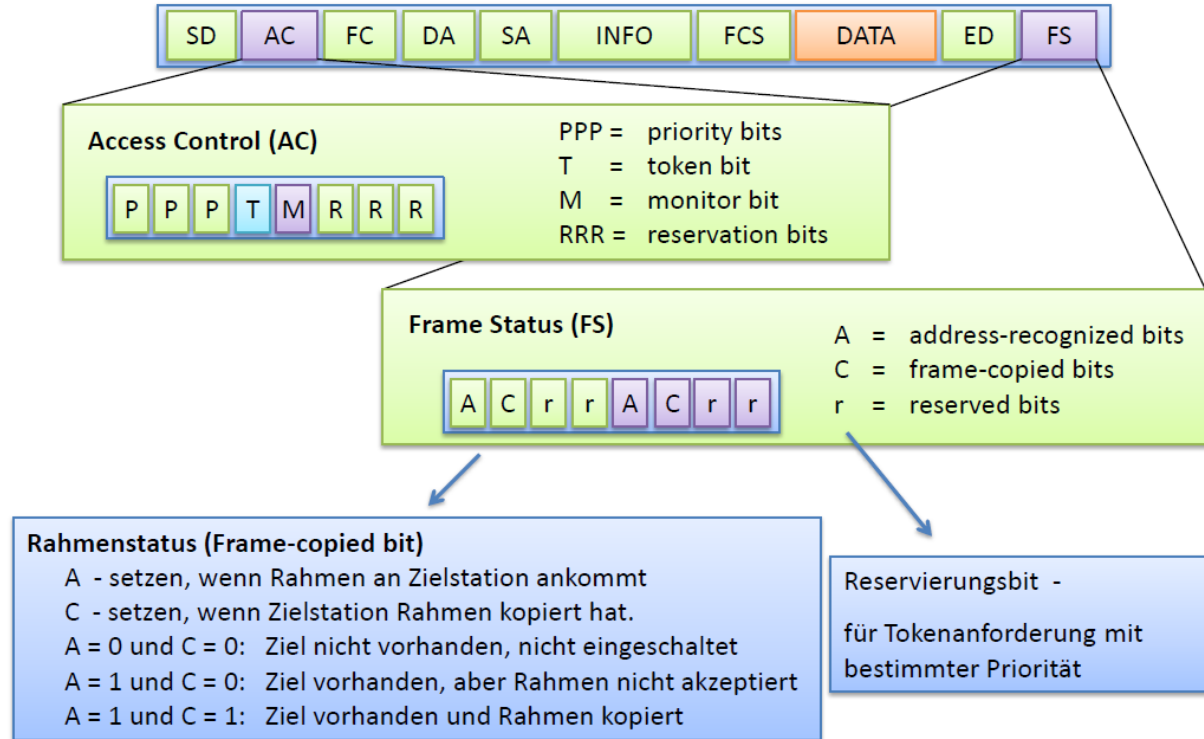 SD AC FC DA SA INFO FCS DATA ED FS
Access Control (AC)
P P P T M R R R
PPP = priority bits
T = token bit
M = monitor bit
RRR = reservation bits
Frame Status (FS)
A C r r A C r r
A = address-recognized bits
C = frame-copied bits
r = reserved bits
Rahmenstatus (Frame-copied bit)
A - setzen, wenn Rahmen an Zielstation ankommt
C - setzen, wenn Zielstation Rahmen kopiert hat.
A = 0 und C = 0: Ziel nicht vorhanden, nicht eingeschaltet
A = 1 und C = 0: Ziel vorhanden, aber Rahmen nicht akzeptiert
A = 1 und C = 1: Ziel vorhanden und Rahmen kopiert
Reservierungsbit -
für Tokenanforderung mit
bestimmter Priorität